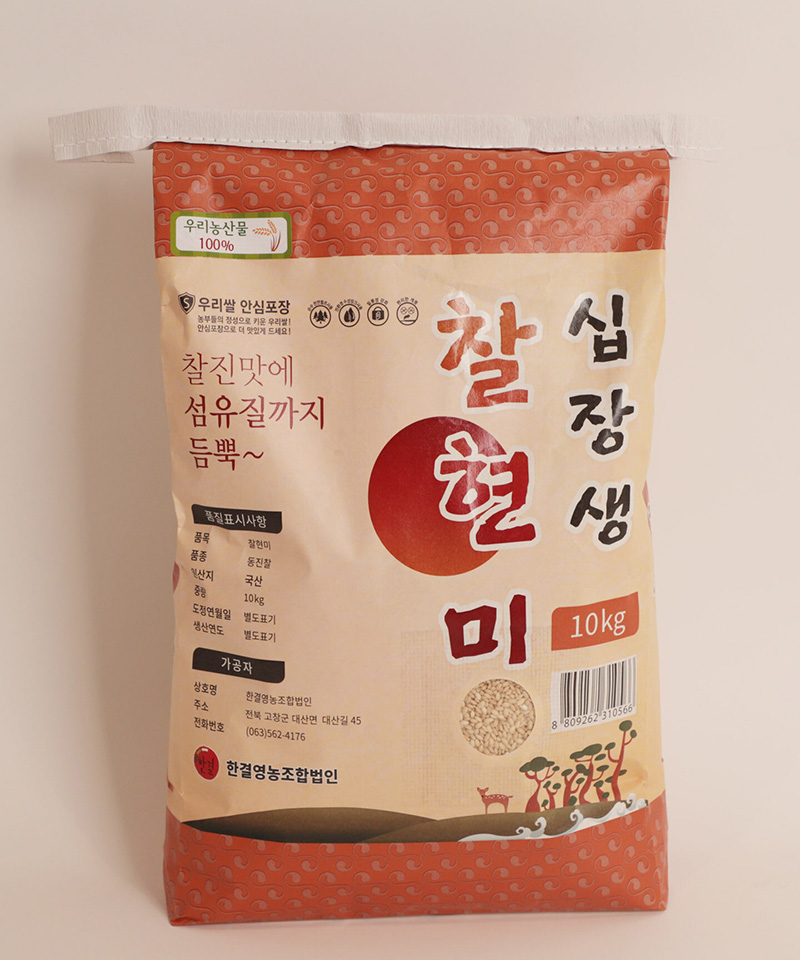 우리농산물
100%
우리쌀 안심포장
농부들의 정성으로 키운 우리쌀!
안심포장으로 더 맛있게 드세요!
찰진맛에
섬유질까지
듬뿍~
십장생
찰현미
10kg
품질표시사항
품목 찰현미
품종 동진찰
원산지 국산
중량 10kg
도정연월일 별도표기
생산연도 별도표기
가공자
상호명 한결영농조합법인
주소 전북 고창군 대산면 대산길 45
전화번호 (063)562-4176
한결영농조합법인
8 809262 310566